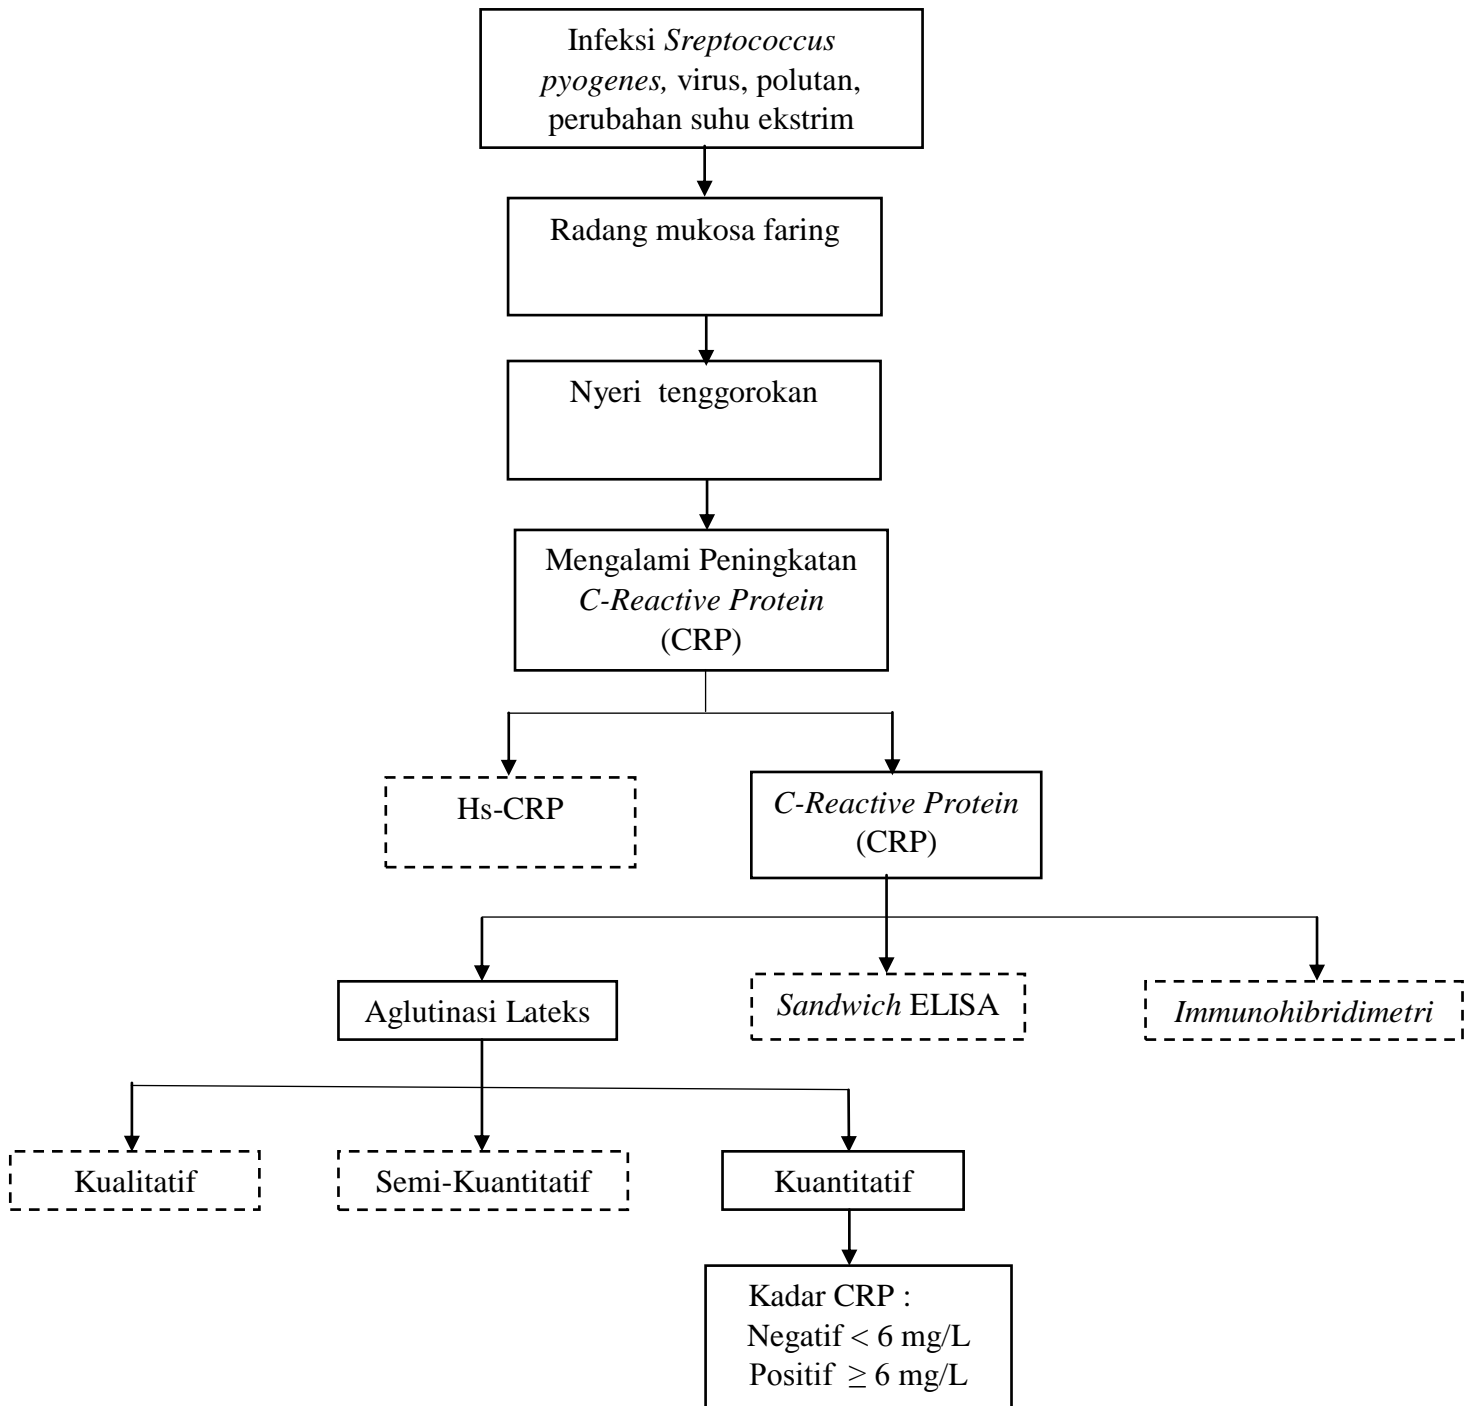 Infeksi Sreptococcus
pyogenes, virus, polutan,
perubahan suhu ekstrim
Radang mukosa faring
Nyeri tenggorokan
Mengalami Peningkatan
C-Reactive Protein
(CRP)
Hs-CRP
C-Reactive Protein
(CRP)
Aglutinasi Lateks
Sandwich ELISA
Immunohibridimetri
Kualitatif
Semi-Kuantitatif
Kuantitatif
Kadar CRP :
Negatif < 6 mg/L
Positif ≥ 6 mg/L